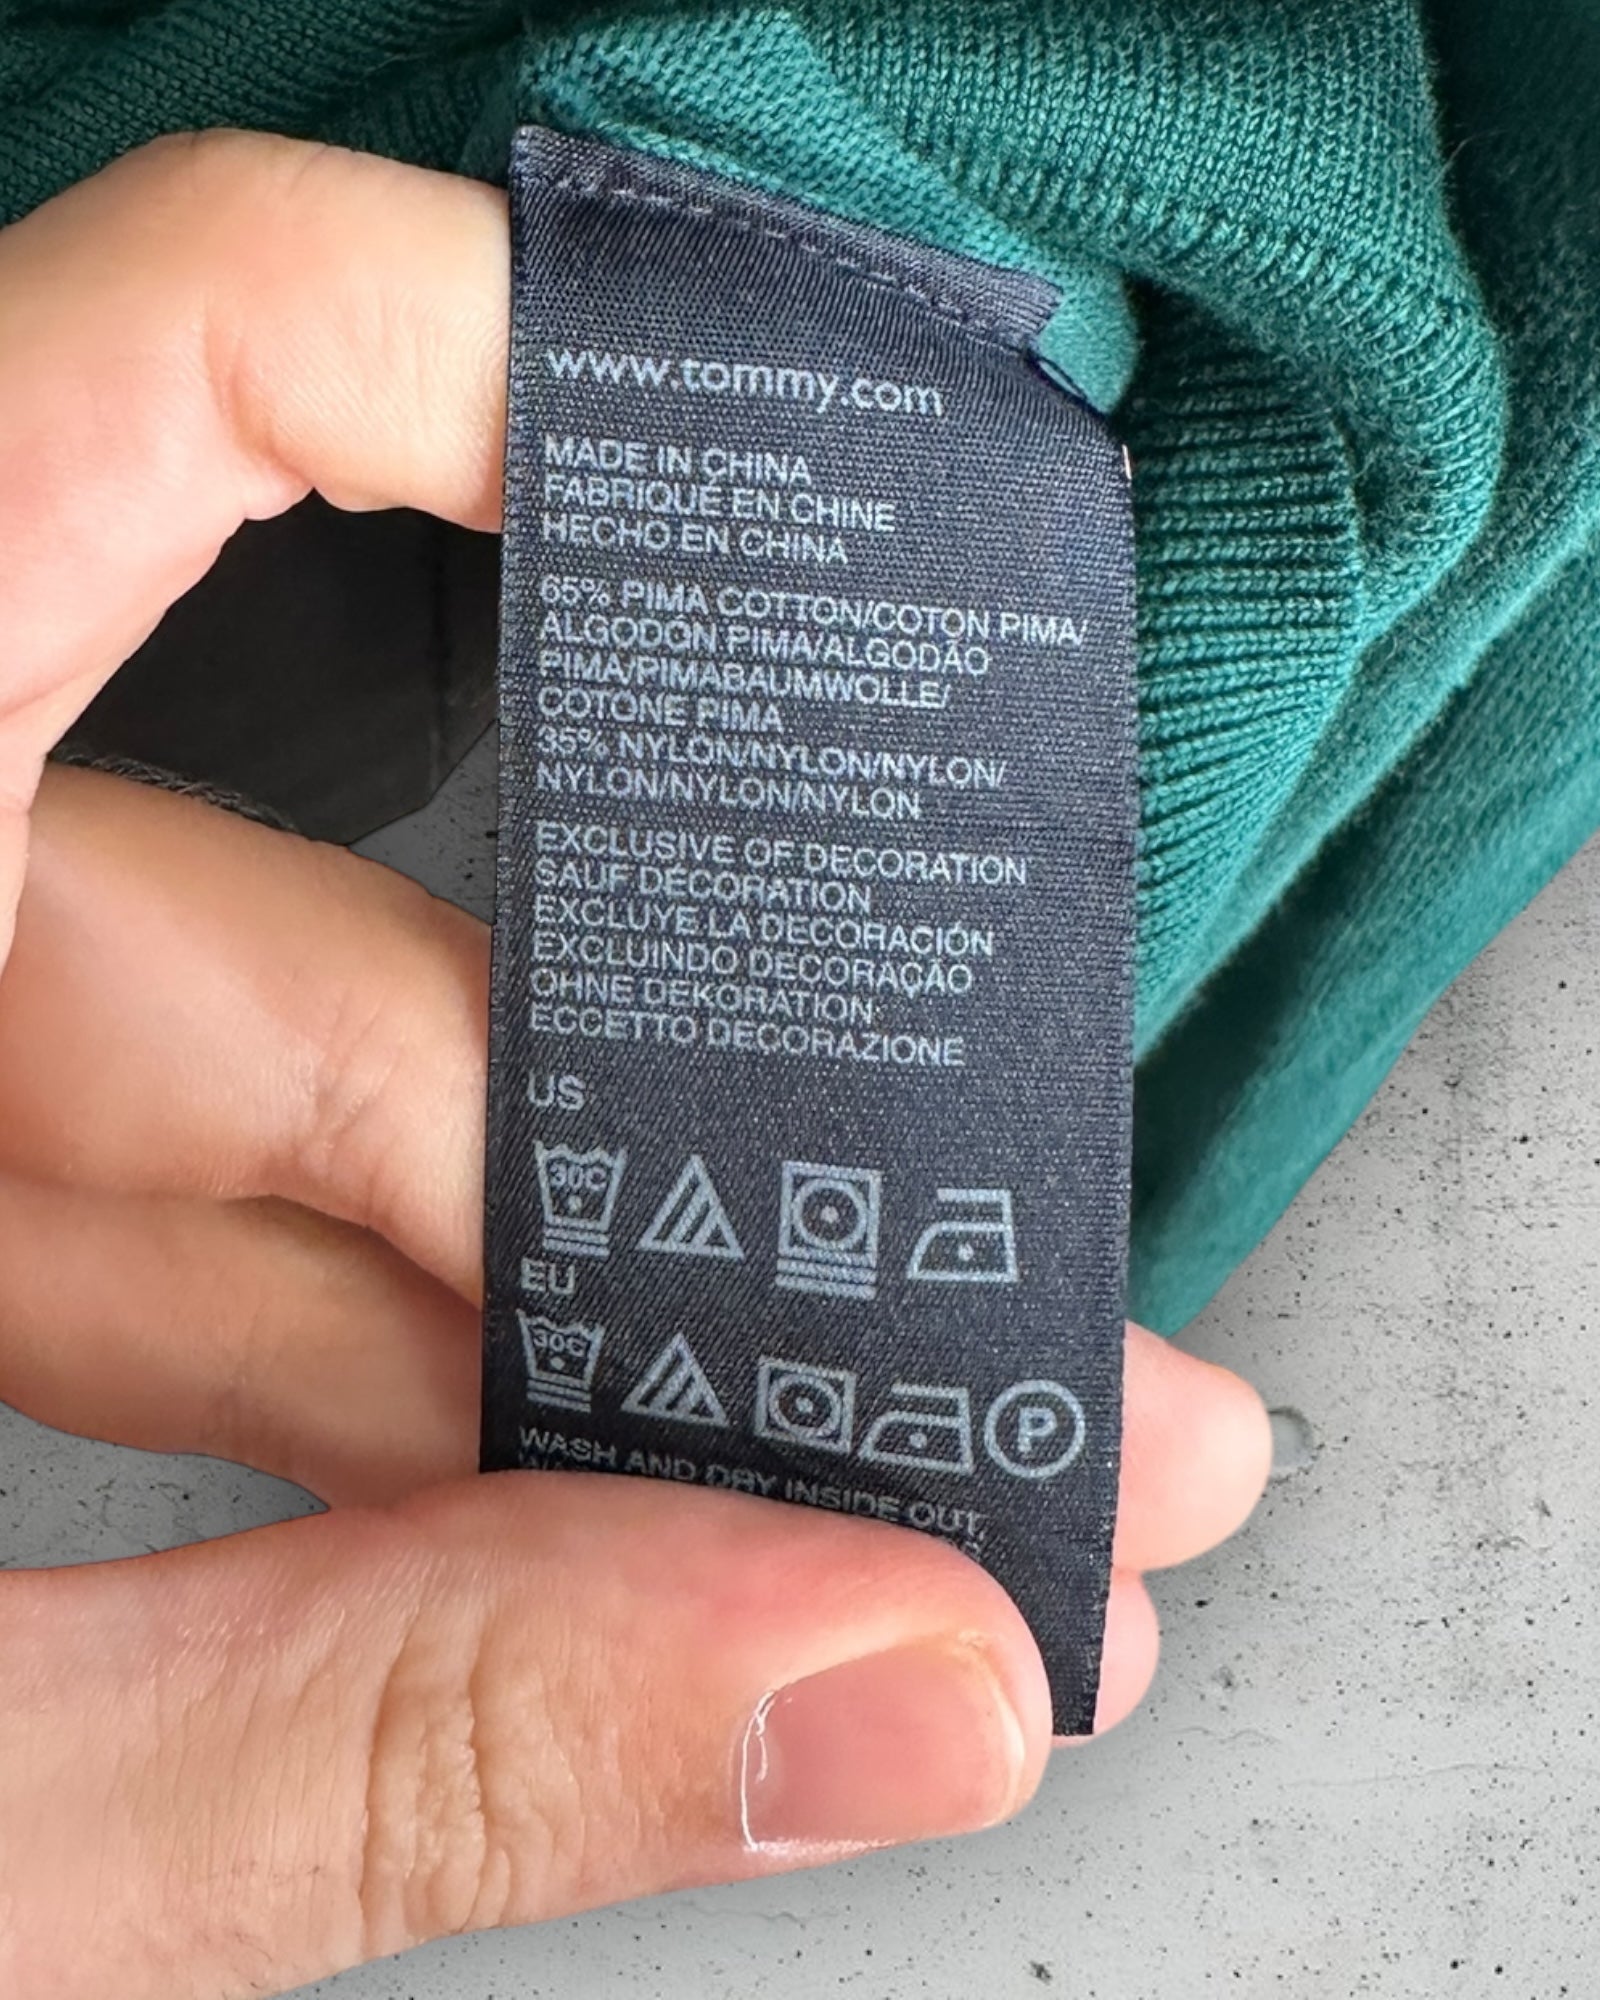 www.tommy.com
MADE IN CHINA
FABRIQUÉ EN CHINE
HECHO EN CHINA
65% PIMA COTTON/COTON PIMA/
ALGODÓN PIMA/ALGODÃO
PIMA/PIMABAUMWOLLE/
COTONE PIMA
35% NYLON/NYLON/NYLON/
NYLON/NYLON/NYLON
EXCLUSIVE OF DECORATION
SAUF DÉCORATION
EXCLUYE LA DECORACIÓN
EXCLUINDO DECORAÇÃO
OHNE DEKORATION
ECCETTO DECORAZIONE
US
30C
EU
30C
P
WASH AND DRY INSIDE OUT,